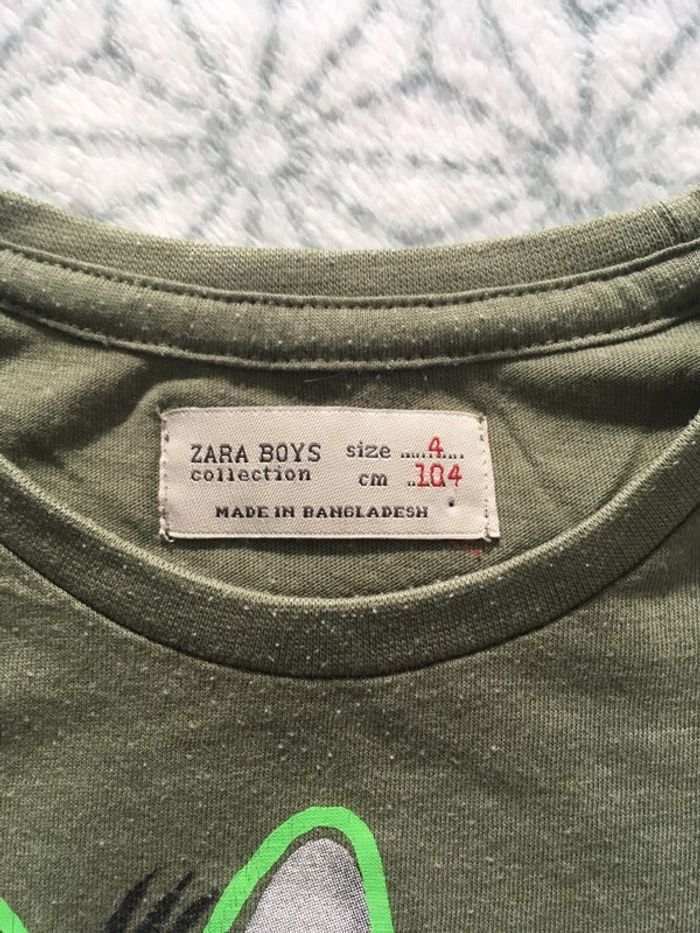 ZARA BOYS size ......4....
collection cm ..104
MADE IN BANGLADESH